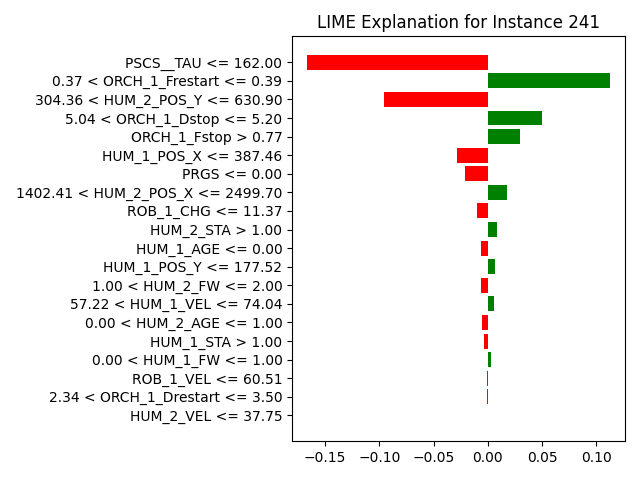 LIME Explanation for Instance 241
PSCS__TAU <= 162.00
0.37 < ORCH_1_Frestart <= 0.39
304.36 < HUM_2_POS_Y <= 630.90
5.04 < ORCH_1_Dstop <= 5.20
ORCH_1_Fstop > 0.77
HUM_1_POS_X <= 387.46
PRGS <= 0.00
1402.41 < HUM_2_POS_X <= 2499.70
ROB_1_CHG <= 11.37
HUM_2_STA > 1.00
HUM_1_AGE <= 0.00
HUM_1_POS_Y <= 177.52
1.00 < HUM_2_FW <= 2.00
57.22 < HUM_1_VEL <= 74.04
0.00 < HUM_2_AGE <= 1.00
HUM_1_STA > 1.00
0.00 < HUM_1_FW <= 1.00
ROB_1_VEL <= 60.51
2.34 < ORCH_1_Drestart <= 3.50
HUM_2_VEL <= 37.75
−0.15 −0.10 −0.05 0.00 0.05 0.10